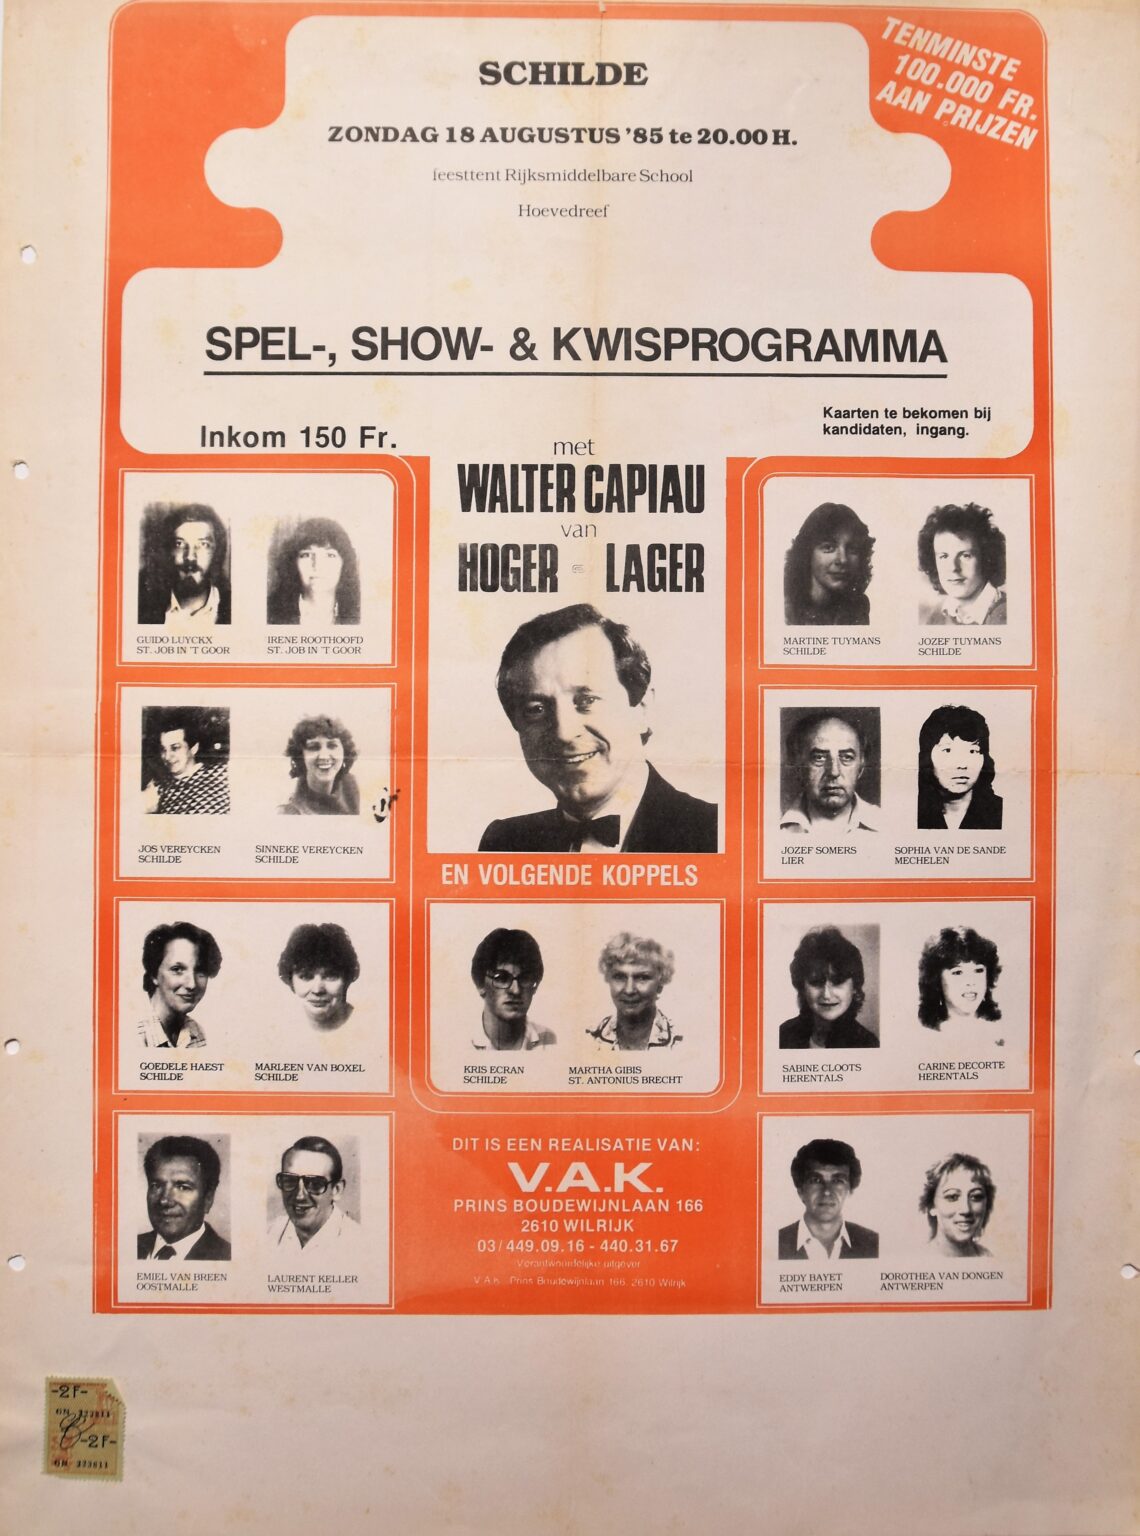 TENMINSTE
100.000 FR.
AAN PRIJZEN
SCHILDE
ZONDAG 18 AUGUSTUS '85 te 20.00 H.
feesttent Rijksmiddelbare School
Hoevedreef
SPEL-, SHOW- & KWISPROGRAMMA
Inkom 150 Fr.
Kaarten te bekomen bij
kandidaten, ingang.
met
WALTER CAPIAU
van
HOGER - LAGER
GUIDO LUYCKX
ST. JOB IN 'T GOOR
IRENE ROOTHOOFD
ST. JOB IN 'T GOOR
MARTINE TUYMANS
SCHILDE
JOZEF TUYMANS
SCHILDE
JOS VEREYCKEN
SCHILDE
SINNEKE VEREYCKEN
SCHILDE
JOZEF SOMERS
LIER
SOPHIA VAN DE SANDE
MECHELEN
EN VOLGENDE KOPPELS
GOEDELE HAEST
SCHILDE
MARLEEN VAN BOXEL
SCHILDE
KRIS ECRAN
SCHILDE
MARTHA GIBIS
ST. ANTONIUS BRECHT
SABINE CLOOTS
HERENTALS
CARINE DECORTE
HERENTALS
EMIEL VAN BREEN
OOSTMALLE
LAURENT KELLER
WESTMALLE
DIT IS EEN REALISATIE VAN:
V.A.K.
PRINS BOUDEWIJNLAAN 166
2610 WILRIJK
03/449.09.16 - 440.31.67
Verantwoordelijke uitgever
V.A.K. Prins Boudewijnlaan 166, 2610 Wilrijk
EDDY BAYET
ANTWERPEN
DOROTHEA VAN DONGEN
ANTWERPEN
-2F-
-2F-
GN 323811